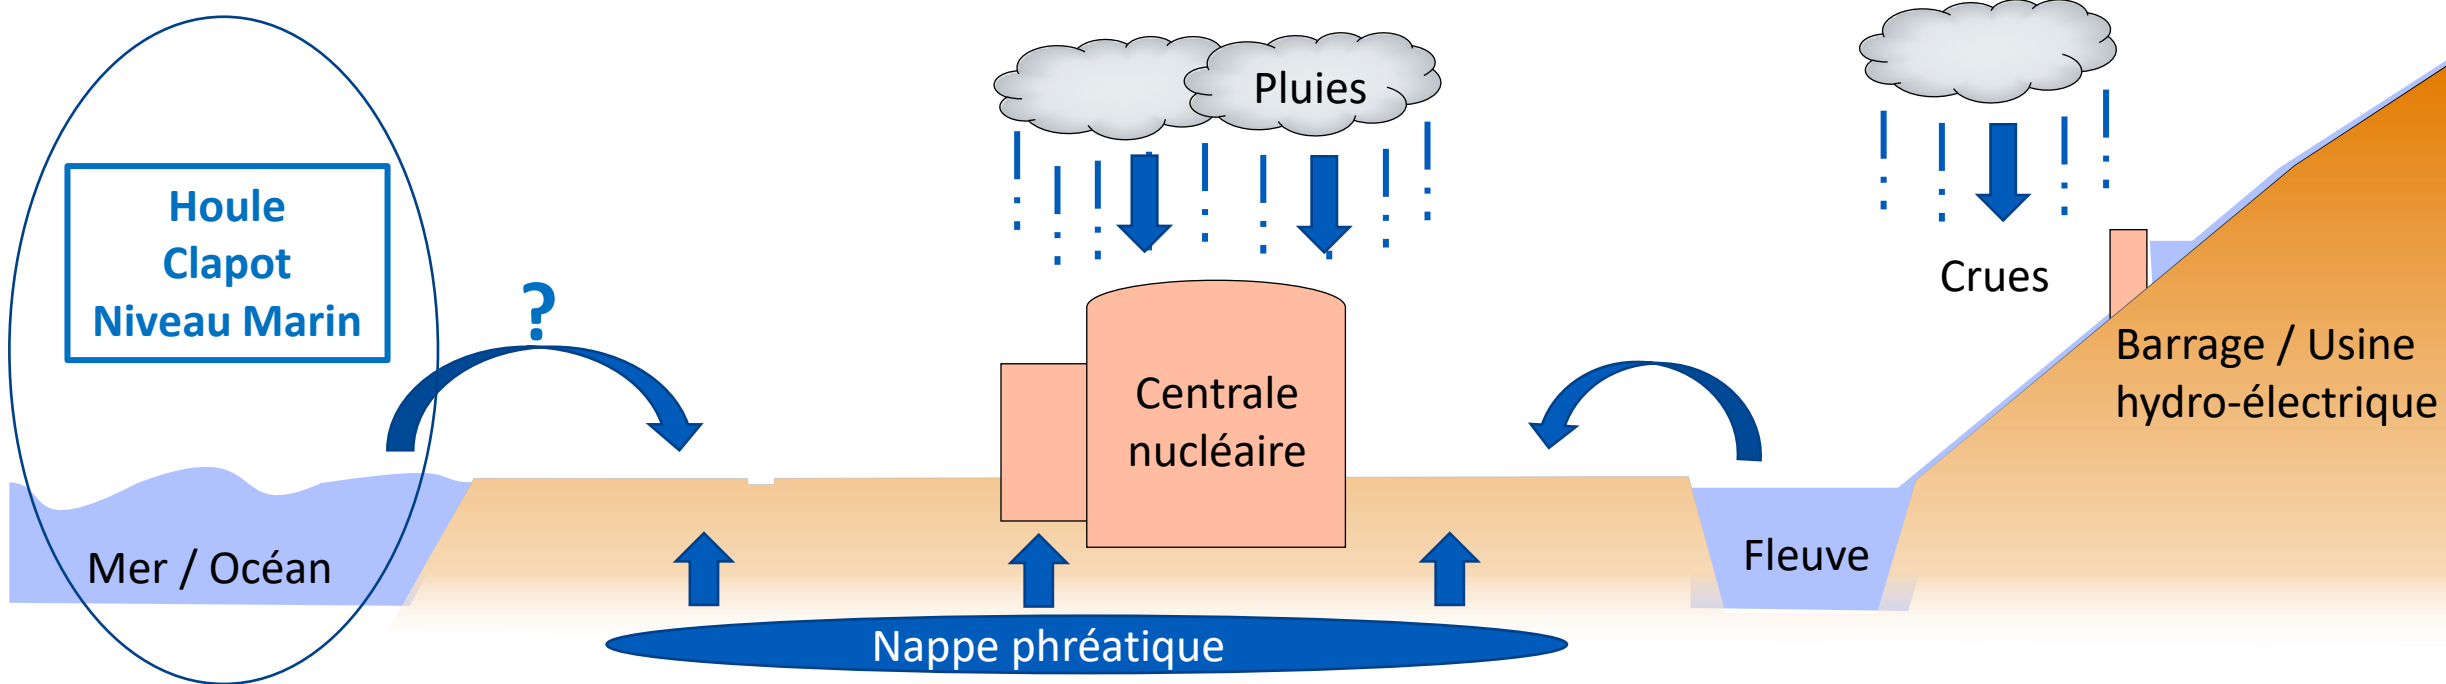 Houle
Clapot
Niveau Marin
?
Mer / Océan
Pluies
Centrale
nucléaire
Nappe phréatique
Crues
Barrage / Usine
hydro-électrique
Fleuve